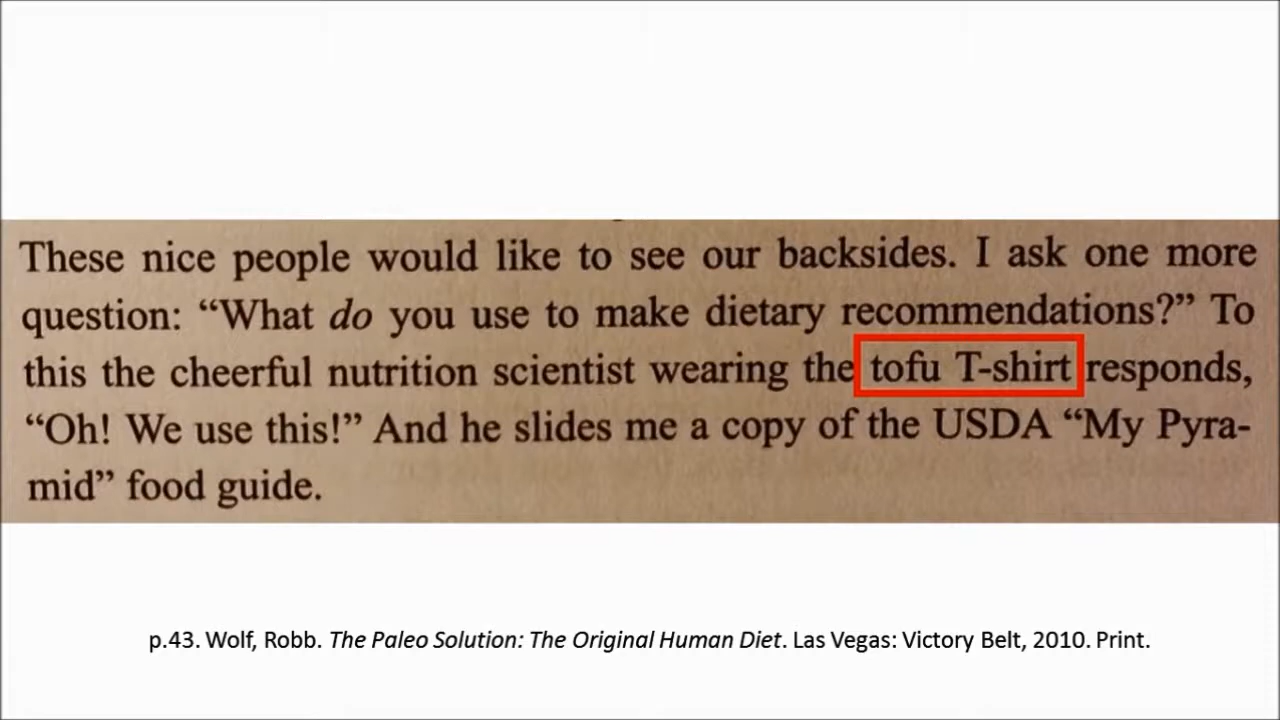 These nice people would like to see our backsides. I ask one more
question: “What do you use to make dietary recommendations?” To
this the cheerful nutrition scientist wearing the tofu T-shirt responds,
“Oh! We use this!” And he slides me a copy of the USDA “My Pyra-
mid” food guide.
p.43. Wolf, Robb. The Paleo Solution: The Original Human Diet. Las Vegas: Victory Belt, 2010. Print.